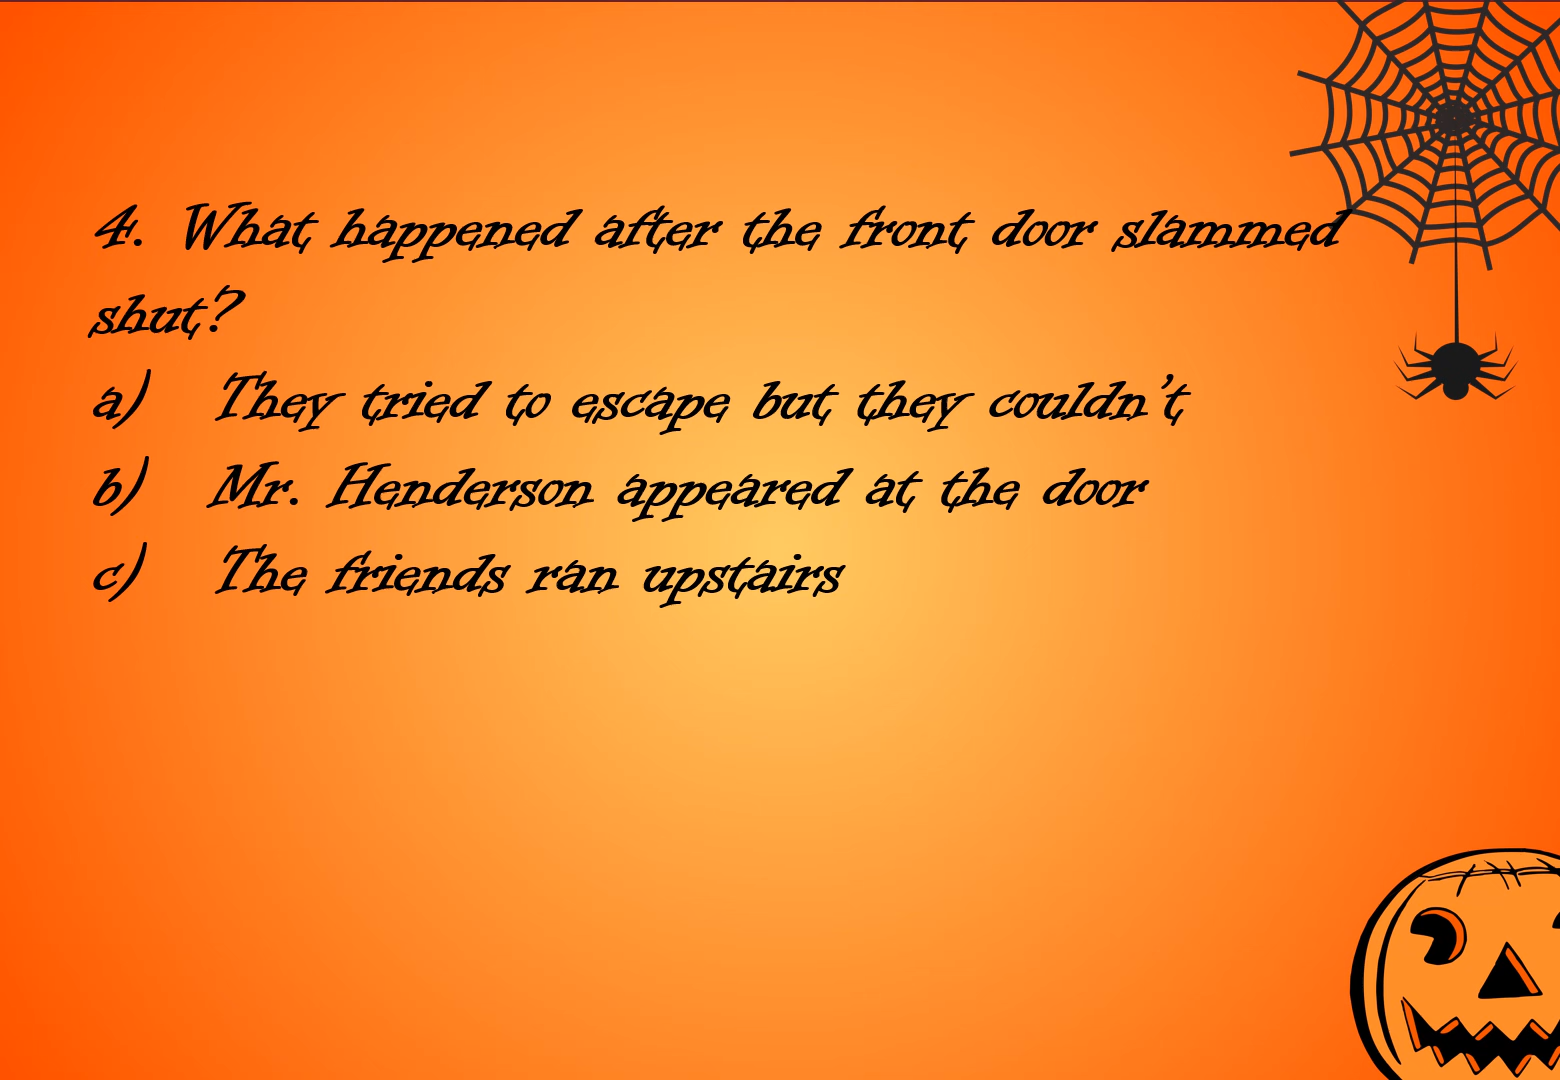 4. What happened after the front door slammed
shut?
a) They tried to escape but they couldn’t
b) Mr. Henderson appeared at the door
c) The friends ran upstairs